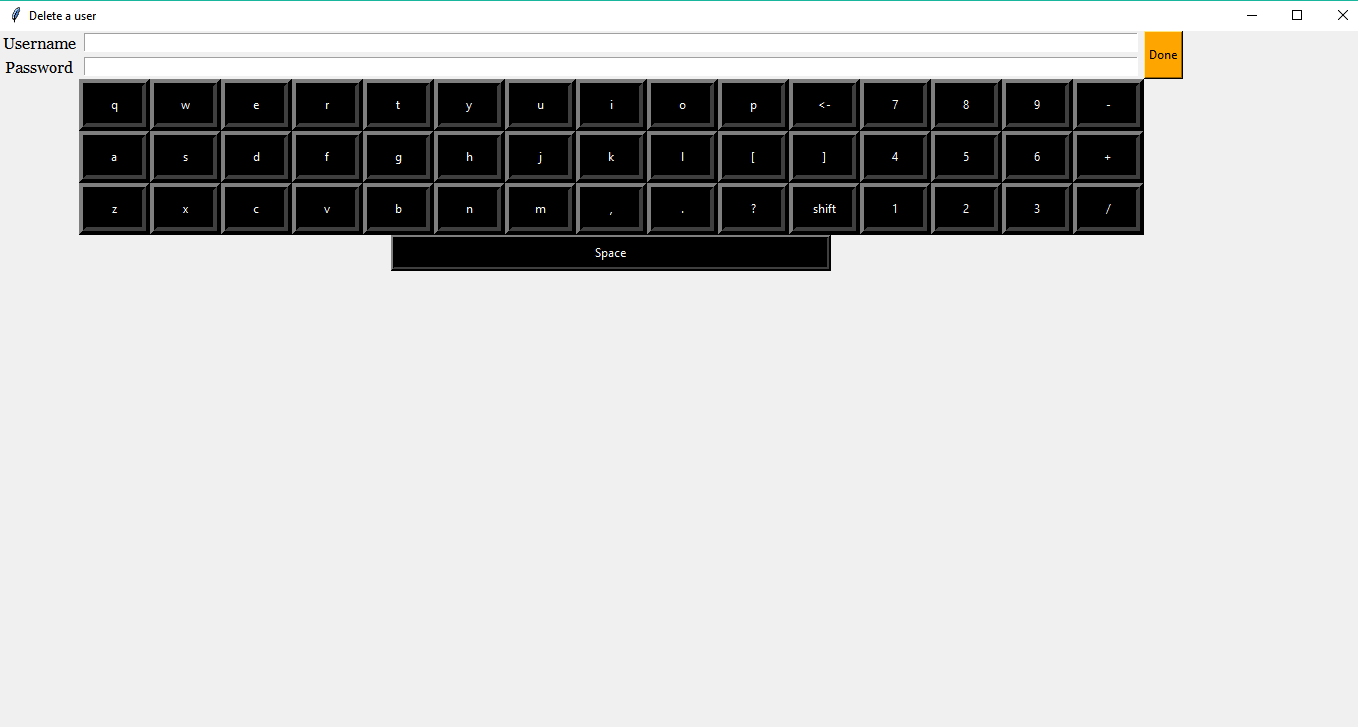 Delete a user
Username
Done
Password
q w e r t y u i o p <- 7 8 9 -
a s d f g h j k l [ ] 4 5 6 +
z x c v b n m , . ? shift 1 2 3 /
Space